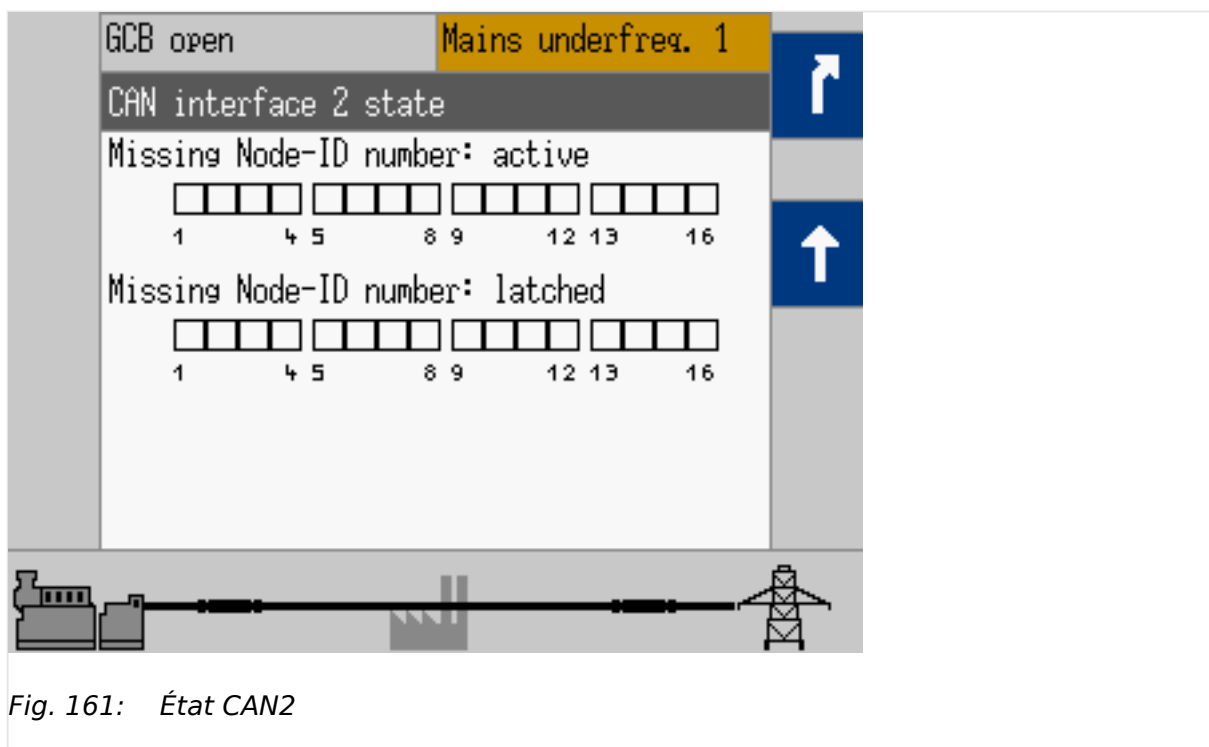 GCB open Mains underfreq. 1
CAN interface 2 state
Missing Node-ID number: active
1 4 5 8 9 12 13 16
Missing Node-ID number: latched
1 4 5 8 9 12 13 16
Fig. 161: État CAN2